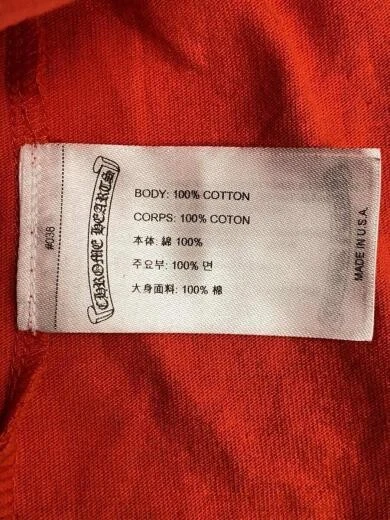 #038
CHROME HEARTS
BODY: 100% COTTON
CORPS: 100% COTON
本体: 綿 100%
주요부: 100% 면
大身面料: 100% 棉
MADE IN U.S.A.